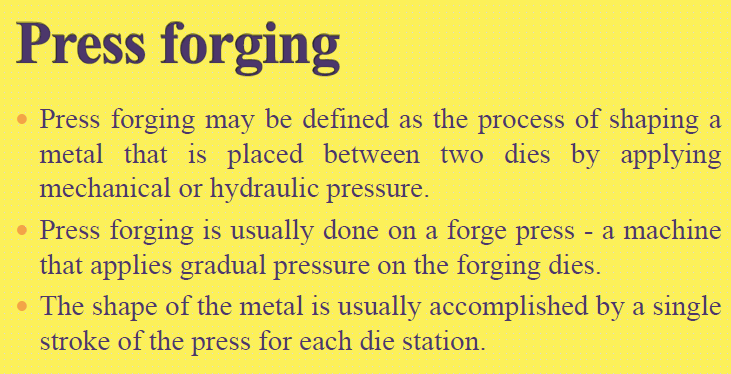 Press forging
• Press forging may be defined as the process of shaping a
metal that is placed between two dies by applying
mechanical or hydraulic pressure.
• Press forging is usually done on a forge press - a machine
that applies gradual pressure on the forging dies.
• The shape of the metal is usually accomplished by a single
stroke of the press for each die station.